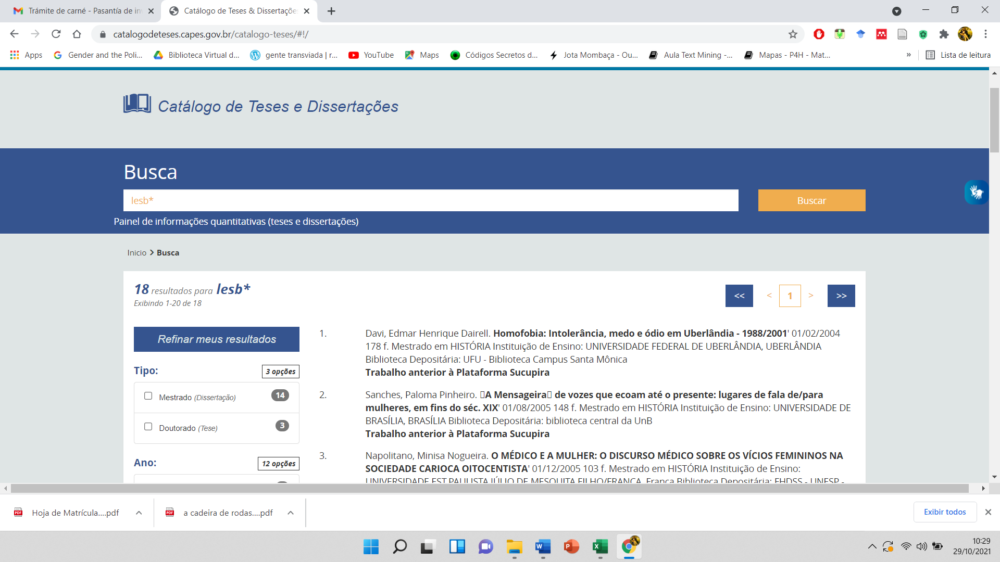 Trámite de carné - Pasantía de in
Catálogo de Teses & Dissertaçõe
catalogodeteses.capes.gov.br/catalogo-teses/#!/
Apps
Gender and the Poli...
Biblioteca Virtual d...
gente transviada | r...
YouTube
Maps
Códigos Secretos d...
Jota Mombaça - Ou...
Aula Text Mining -...
Mapas - P4H - Mat...
»
Lista de leitura
Catálogo de Teses e Dissertações
Busca
lesb*
Buscar
Painel de informações quantitativas (teses e dissertações)
Inicio > Busca
18 resultados para lesb*
Exibindo 1-20 de 18
<< < 1 > >>
Refinar meus resultados
Tipo: 3 opções
Mestrado (Dissertação) 14
Doutorado (Tese) 3
Ano: 12 opções
1. Davi, Edmar Henrique Dairell. Homofobia: Intolerância, medo e ódio em Uberlândia - 1988/2001' 01/02/2004
178 f. Mestrado em HISTÓRIA Instituição de Ensino: UNIVERSIDADE FEDERAL DE UBERLÂNDIA, UBERLÂNDIA
Biblioteca Depositária: UFU - Biblioteca Campus Santa Mônica
Trabalho anterior à Plataforma Sucupira
2. Sanches, Paloma Pinheiro. A Mensageira de vozes que ecoam até o presente: lugares de fala de/para
mulheres, em fins do séc. XIX' 01/08/2005 148 f. Mestrado em HISTÓRIA Instituição de Ensino: UNIVERSIDADE DE
BRASÍLIA, BRASÍLIA Biblioteca Depositária: biblioteca central da UnB
Trabalho anterior à Plataforma Sucupira
3. Napolitano, Minisa Nogueira. O MÉDICO E A MULHER: O DISCURSO MÉDICO SOBRE OS VÍCIOS FEMININOS NA
SOCIEDADE CARIOCA OITOCENTISTA' 01/12/2005 103 f. Mestrado em HISTÓRIA Instituição de Ensino:
UNIVERSIDADE EST.PAULISTA JÚLIO DE MESQUITA FILHO/FRANCA, Franca Biblioteca Depositária: FHDSS - UNESP -
Hoja de Matrícula....pdf
a cadeira de rodas....pdf
Exibir todos
10:29
29/10/2021